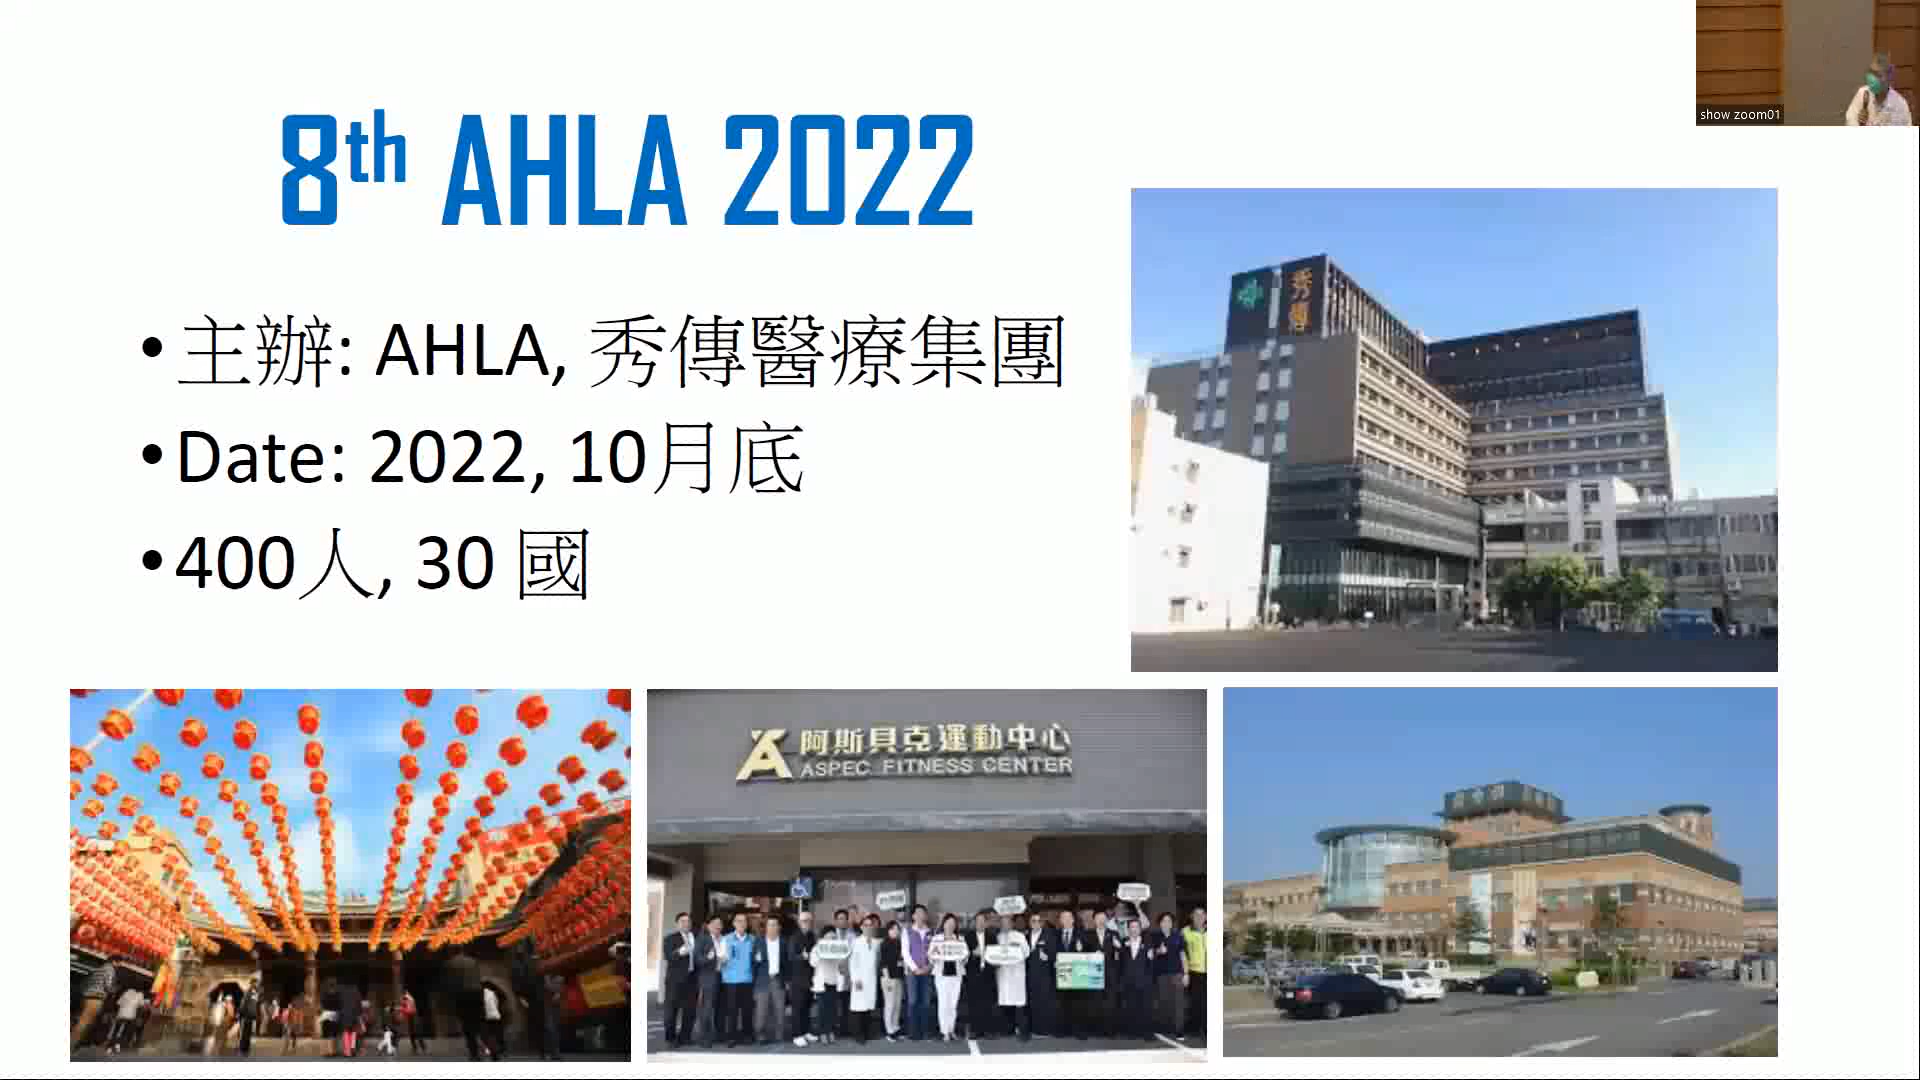 show zoom01
8th AHLA 2022
• 主辦: AHLA, 秀傳醫療集團
• Date: 2022, 10月底
• 400人, 30 國
秀傳
阿斯貝克運動中心
ASPEC FITNESS CENTER